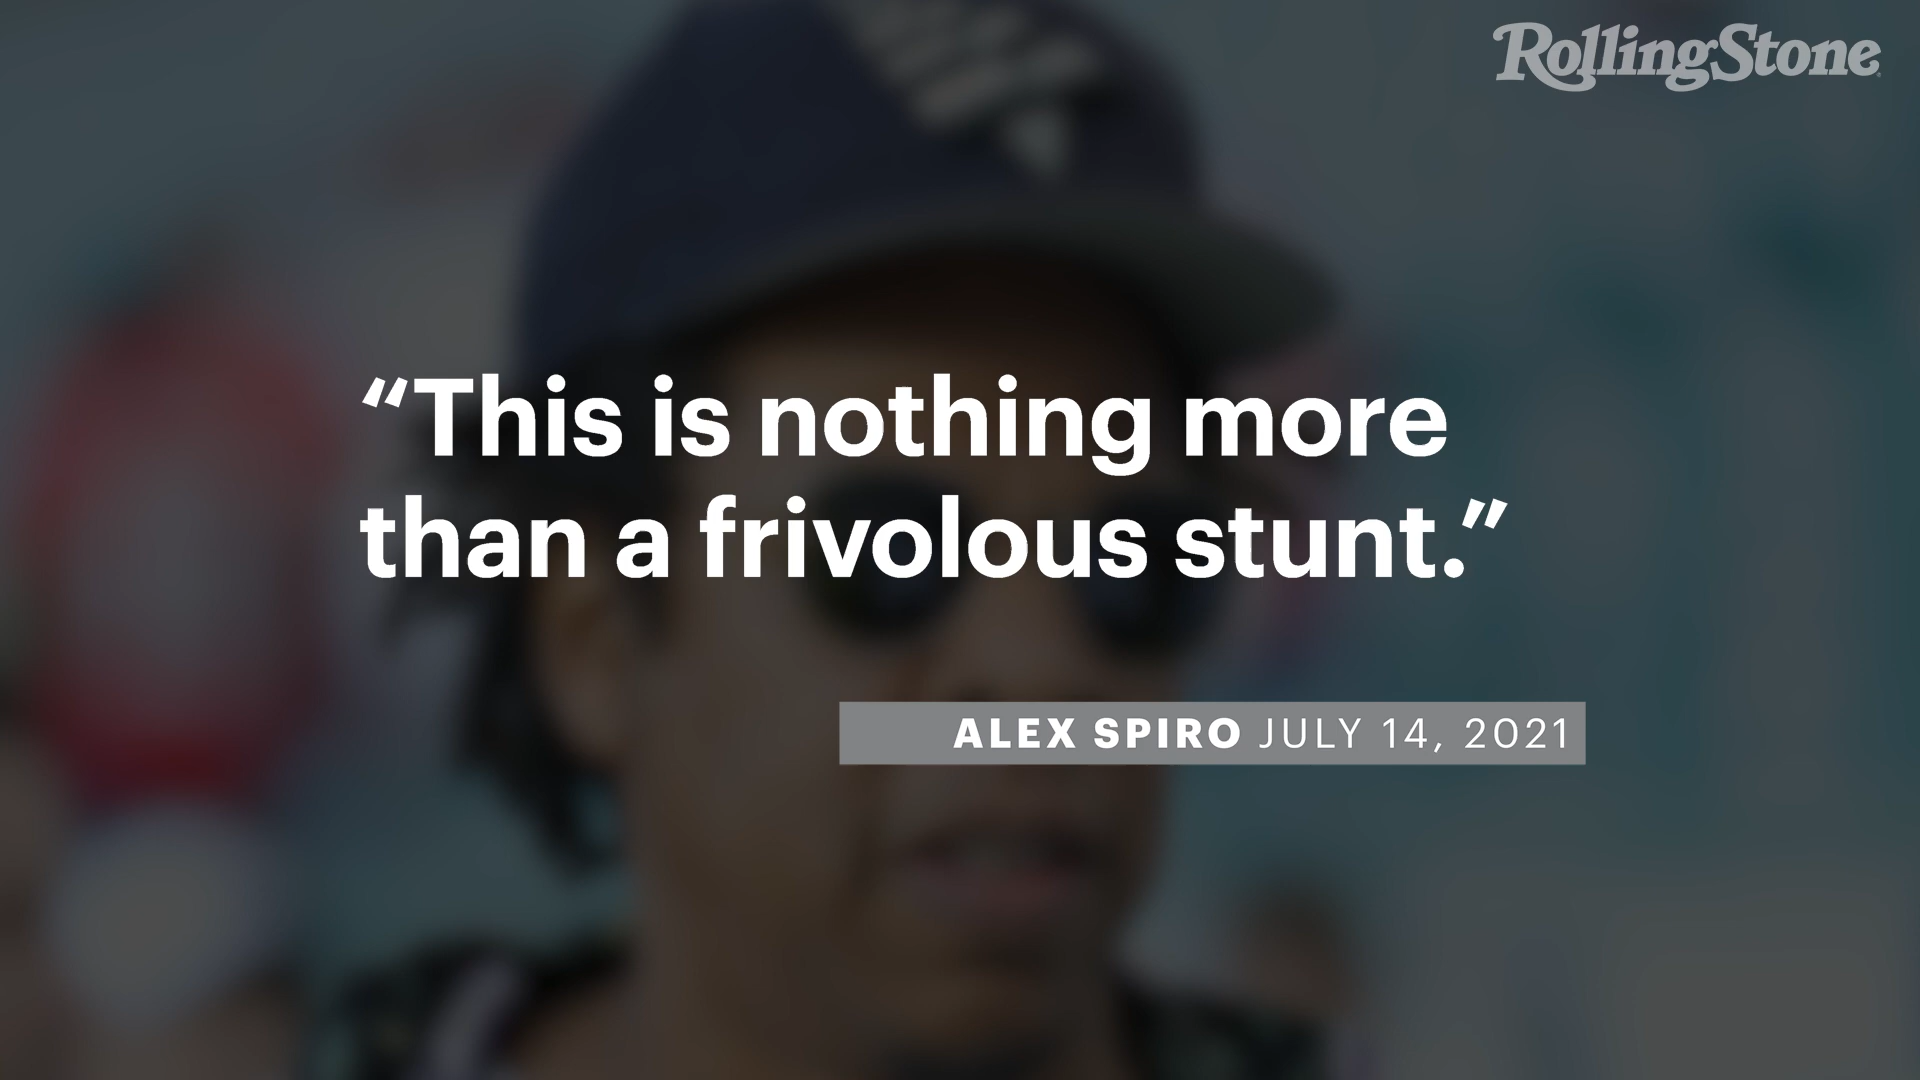 RollingStone
“This is nothing more
than a frivolous stunt.”
ALEX SPIRO JULY 14, 2021